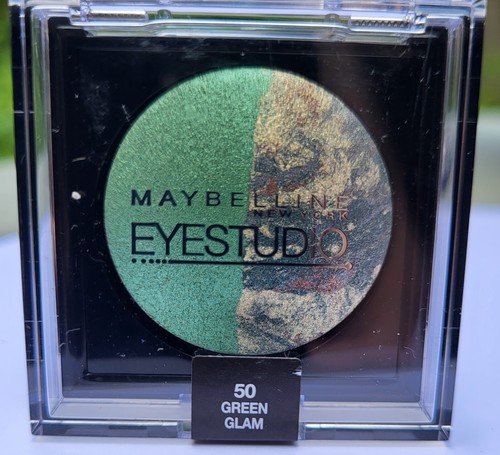 MAYBELLINE
NEW YORK
EYESTUDIO
50
GREEN
GLAM